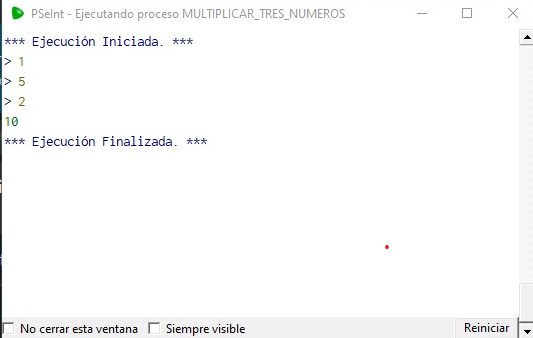 PSeInt - Ejecutando proceso MULTIPLICAR_TRES_NUMEROS
*** Ejecución Iniciada. ***
> 1
> 5
> 2
10
*** Ejecución Finalizada. ***
No cerrar esta ventana Siempre visible Reiniciar